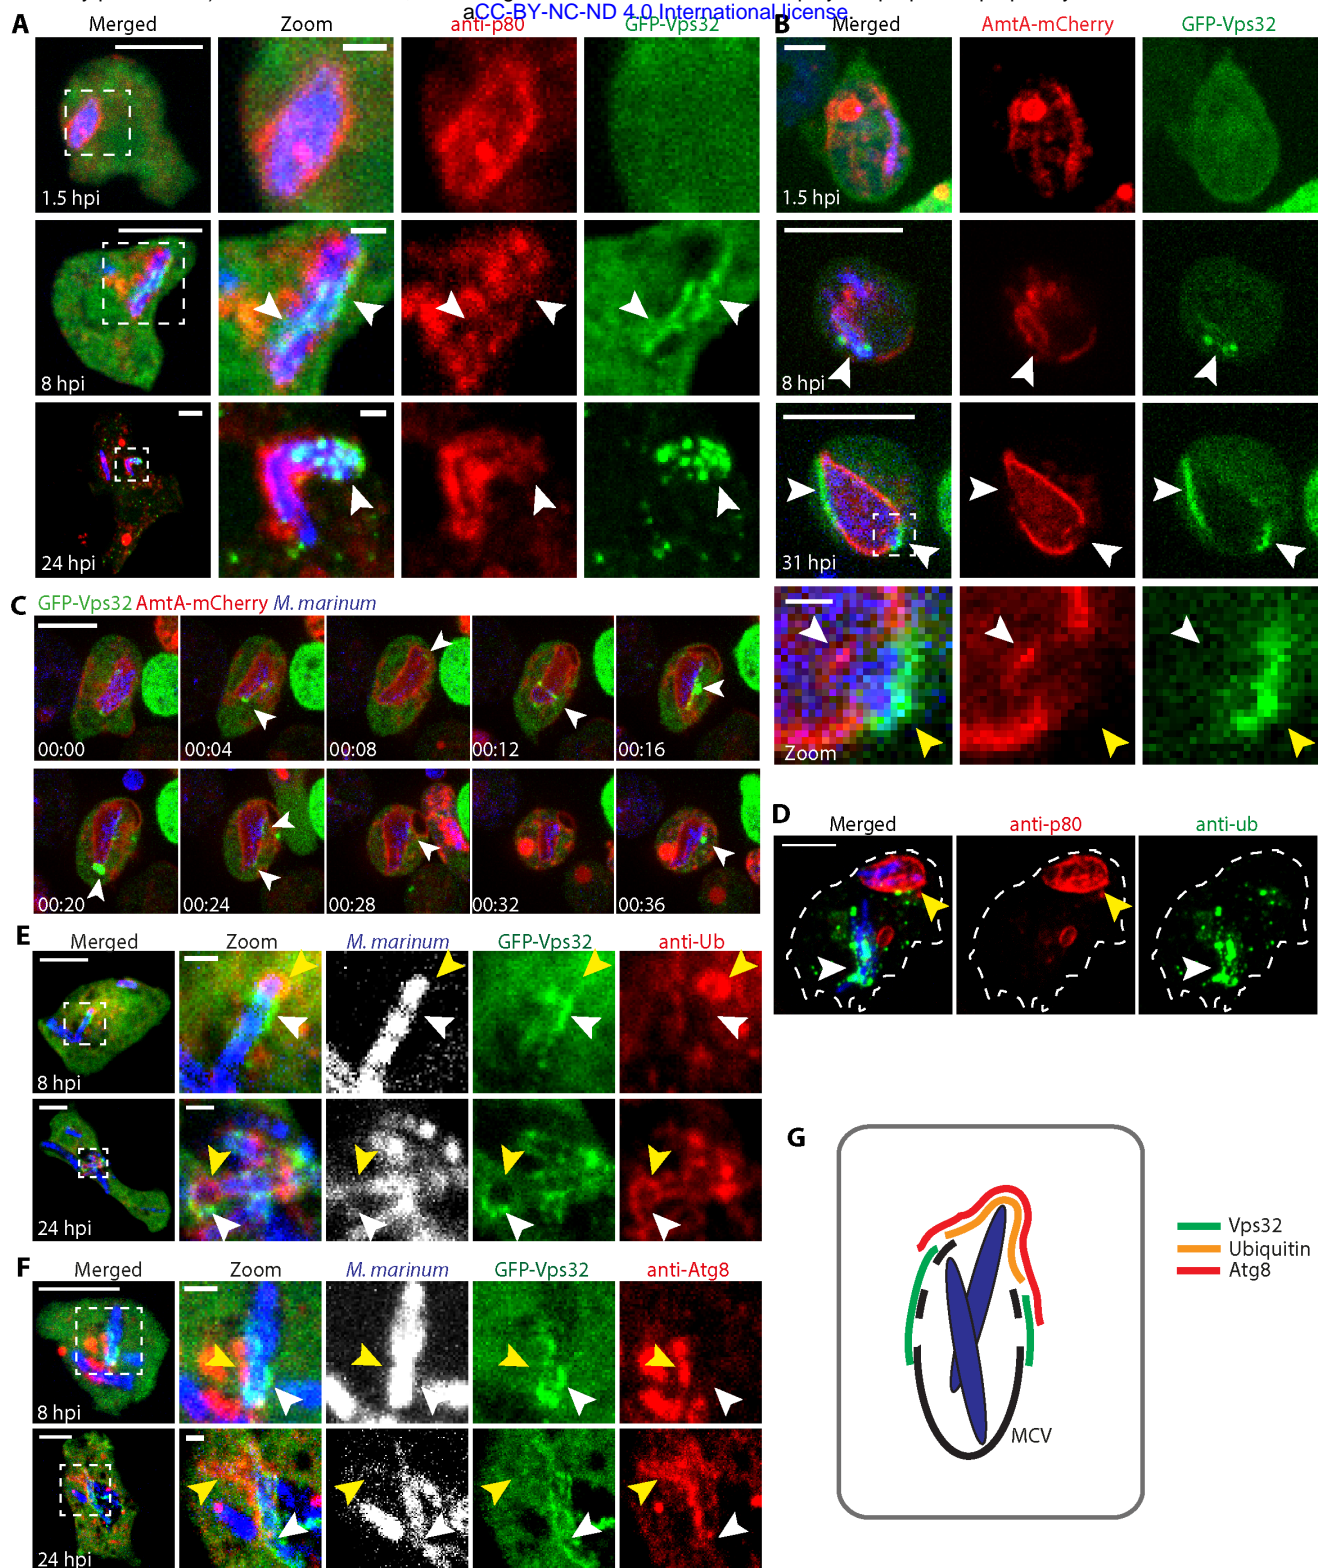 aCC-BY-NC-ND 4.0 International license.
A
Merged
Zoom
anti-p80
GFP-Vps32
1.5 hpi
8 hpi
24 hpi
B
Merged
AmtA-mCherry
GFP-Vps32
1.5 hpi
8 hpi
31 hpi
Zoom
C
GFP-Vps32 AmtA-mCherry M. marinum
00:00
00:04
00:08
00:12
00:16
00:20
00:24
00:28
00:32
00:36
D
Merged
anti-p80
anti-ub
E
Merged
Zoom
M. marinum
GFP-Vps32
anti-Ub
8 hpi
24 hpi
F
Merged
Zoom
M. marinum
GFP-Vps32
anti-Atg8
8 hpi
24 hpi
G
MCV
Vps32
Ubiquitin
Atg8